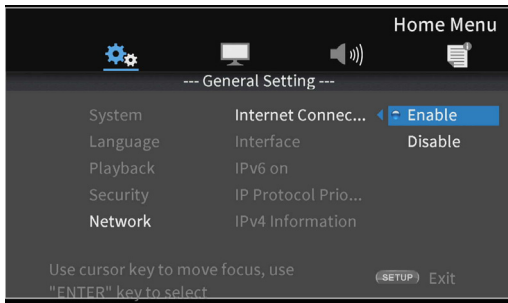 Home Menu
--- General Setting ---
System Internet Connec... Enable
Language Interface Disable
Playback IPv6 on
Security IP Protocol Prio...
Network IPv4 Information
Use cursor key to move focus, use
"ENTER" key to select
SETUP Exit